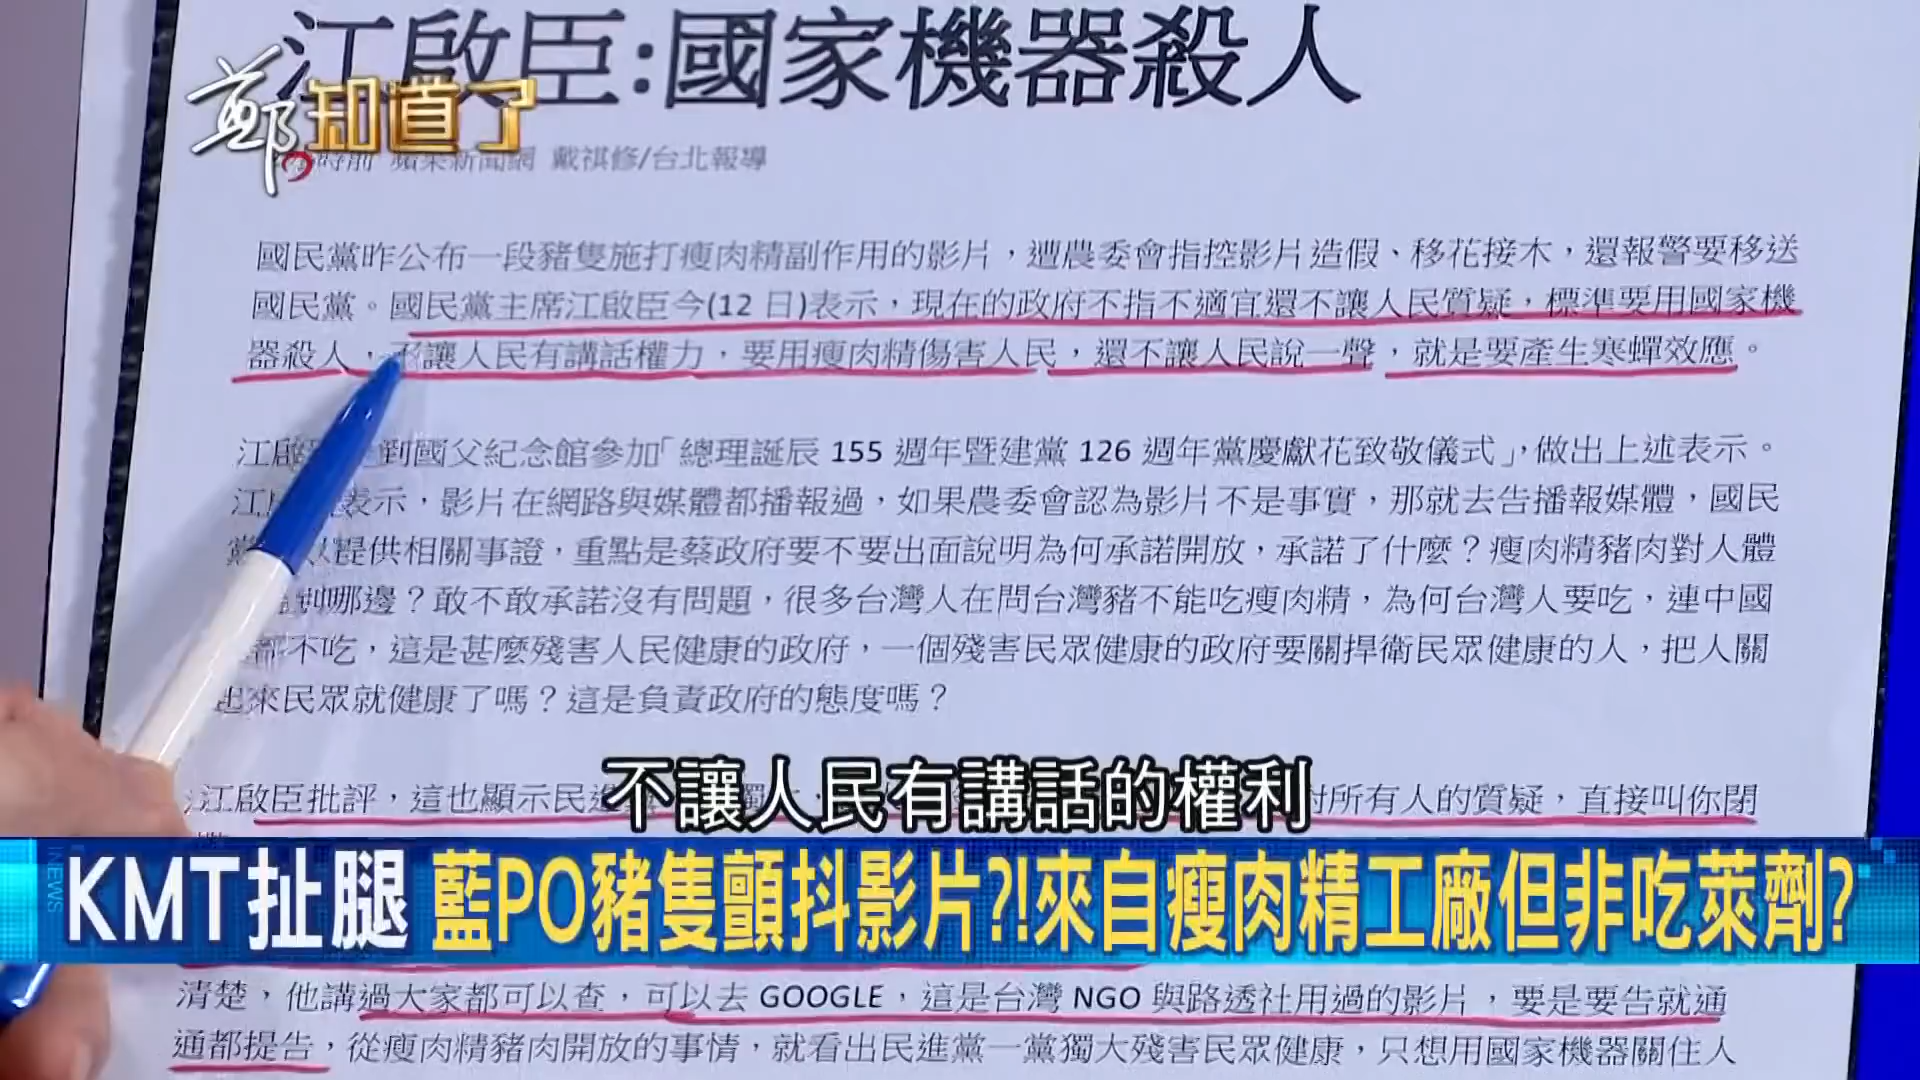 江啟臣:國家機器殺人
鄭知道了
時前 蘋果新聞網 戴祺修/台北報導
國民黨昨公布一段豬隻施打瘦肉精副作用的影片，遭農委會指控影片造假、移花接木，還報警要移送
國民黨。國民黨主席江啟臣今(12 日)表示，現在的政府不指不適宜還不讓人民質疑，標準要用國家機
器殺人，不讓人民有講話權力，要用瘦肉精傷害人民，還不讓人民說一聲，就是要產生寒蟬效應。
江啟 到國父紀念館參加「總理誕辰 155 週年暨建黨 126 週年黨慶獻花致敬儀式」，做出上述表示。
江 表示，影片在網路與媒體都播報過，如果農委會認為影片不是事實，那就去告播報媒體，國民
黨 以提供相關事證，重點是蔡政府要不要出面說明為何承諾開放，承諾了什麼？瘦肉精豬肉對人體
哪邊？敢不敢承諾沒有問題，很多台灣人在問台灣豬不能吃瘦肉精，為何台灣人要吃，連中國
都不吃，這是甚麼殘害人民健康的政府，一個殘害民眾健康的政府要關捍衛民眾健康的人，把人關
起來民眾就健康了嗎？這是負責政府的態度嗎？
江啟臣批評，這也顯示民進 對所有人的質疑，直接叫你閉
不讓人民有講話的權利
INEWS
KMT扯腿 藍PO豬隻顫抖影片?!來自瘦肉精工廠但非吃萊劑?
清楚，他講過大家都可以查，可以去 GOOGLE，這是台灣 NGO 與路透社用過的影片，要是要告就通
通都提告，從瘦肉精豬肉開放的事情，就看出民進黨一黨獨大殘害民眾健康，只想用國家機器關住人